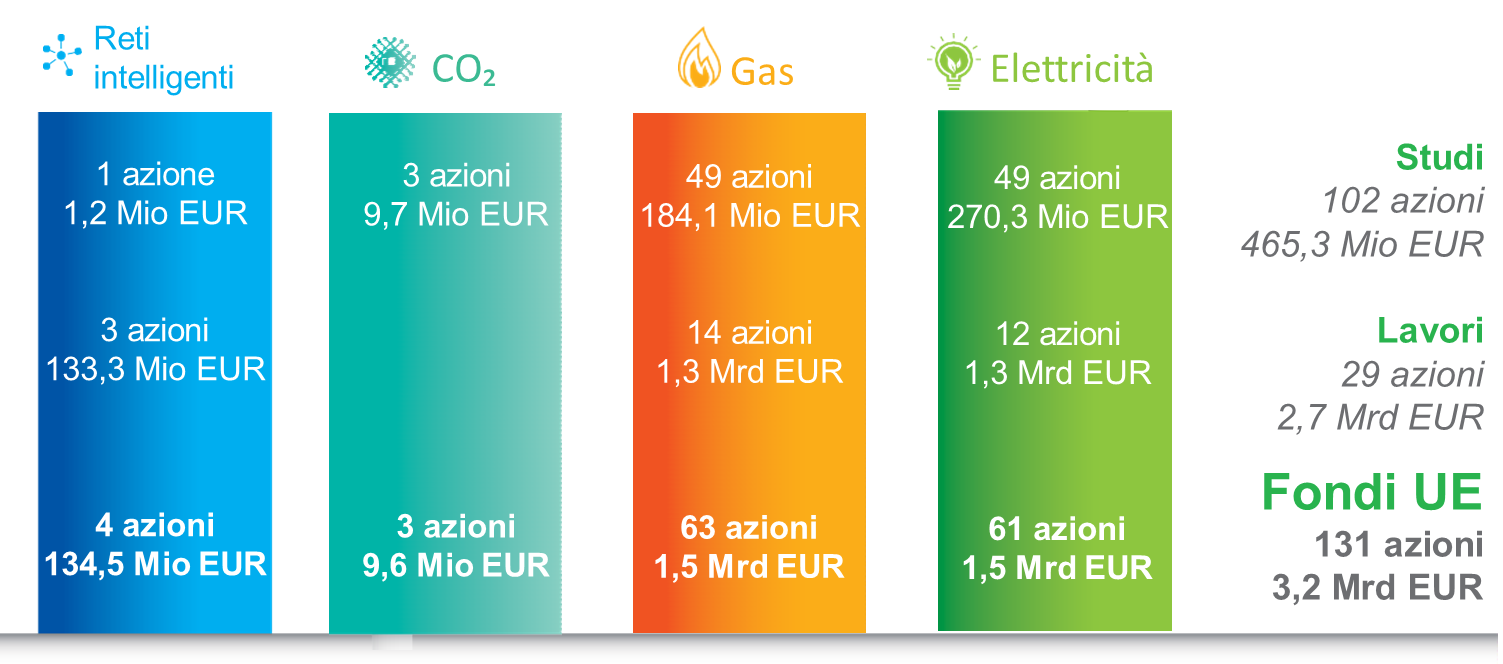 Reti
intelligenti
CO₂
Gas
Elettricità
1 azione
1,2 Mio EUR
3 azioni
9,7 Mio EUR
49 azioni
184,1 Mio EUR
49 azioni
270,3 Mio EUR
Studi
102 azioni
465,3 Mio EUR
3 azioni
133,3 Mio EUR
14 azioni
1,3 Mrd EUR
12 azioni
1,3 Mrd EUR
Lavori
29 azioni
2,7 Mrd EUR
4 azioni
134,5 Mio EUR
3 azioni
9,6 Mio EUR
63 azioni
1,5 Mrd EUR
61 azioni
1,5 Mrd EUR
Fondi UE
131 azioni
3,2 Mrd EUR